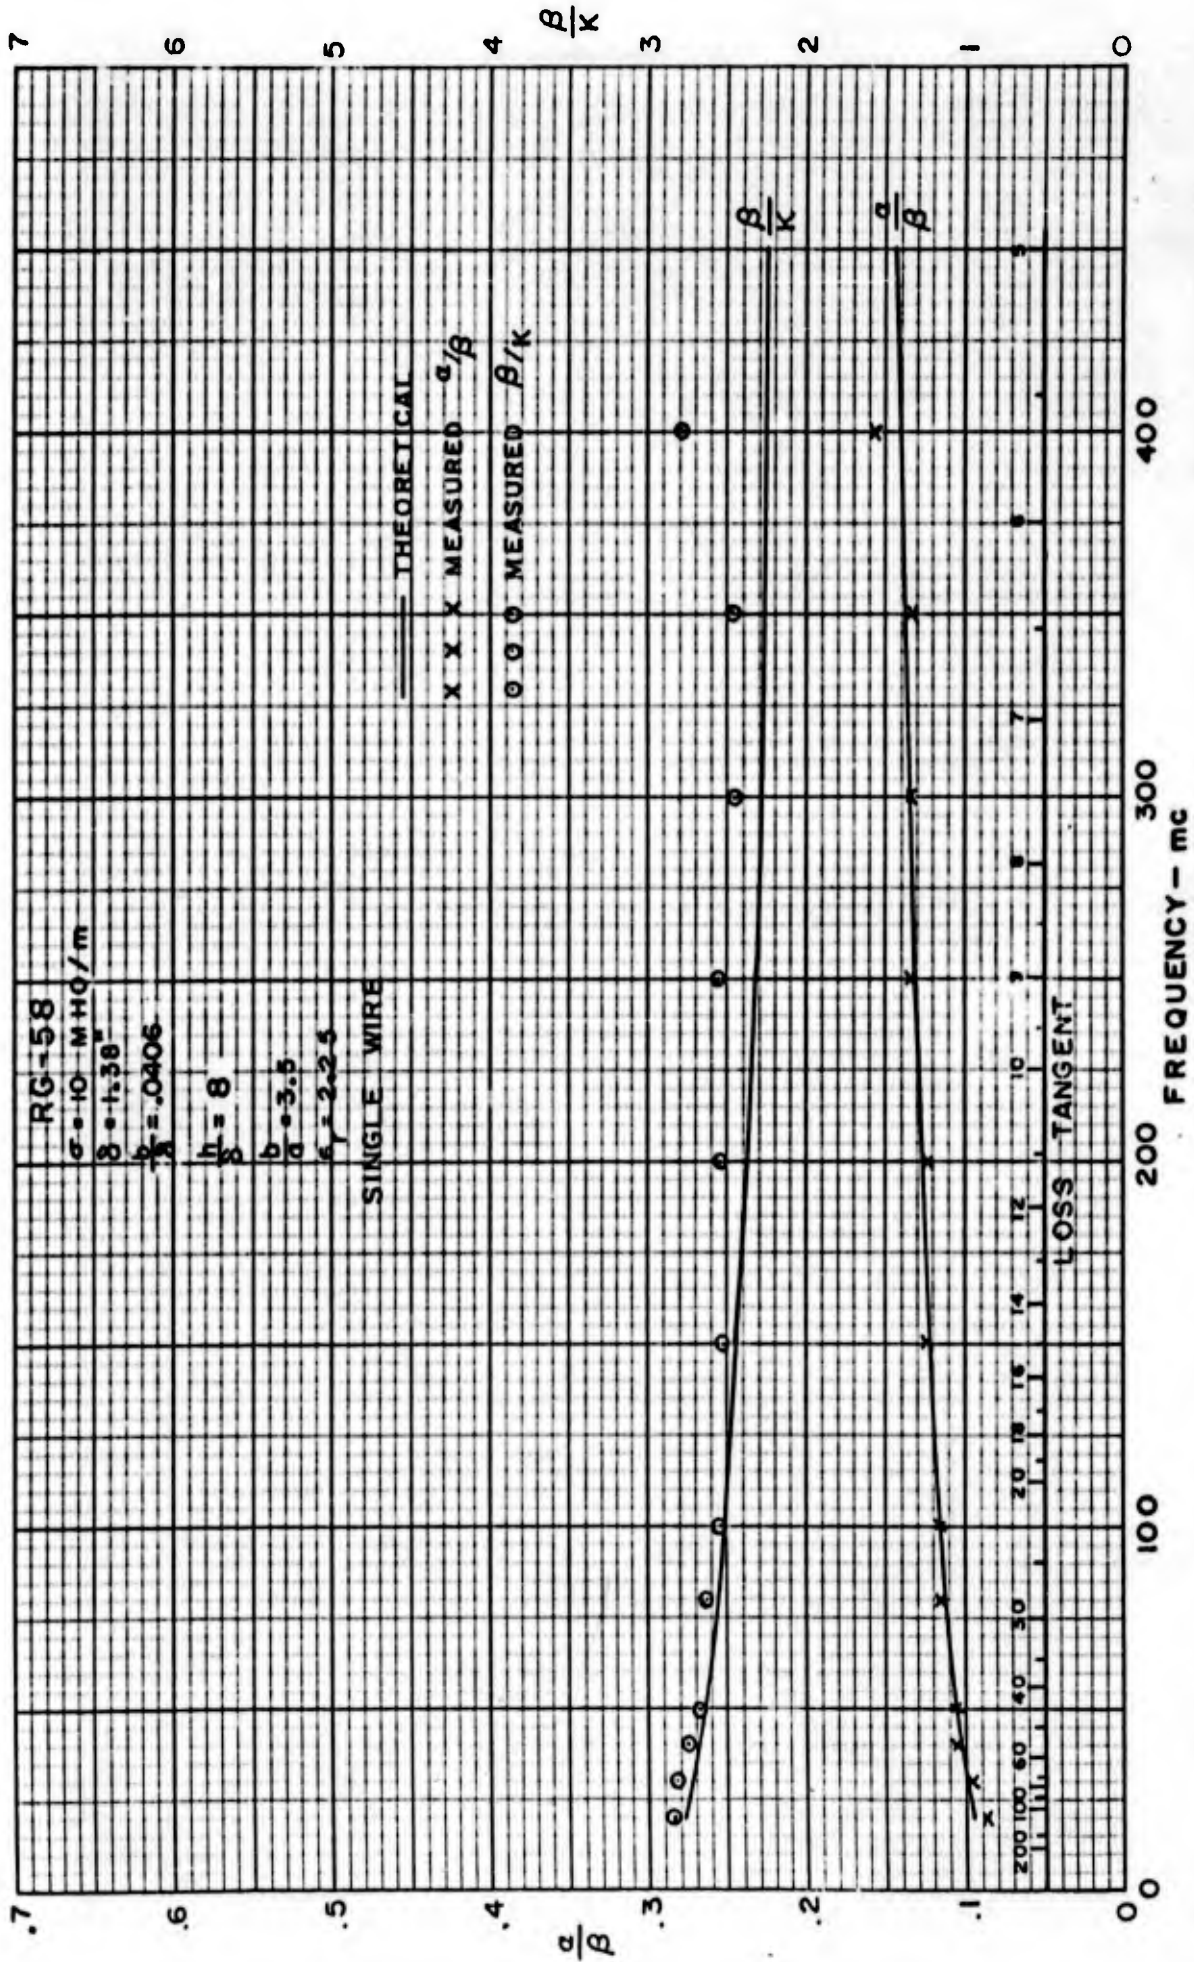 RG-58
σ = 10 MHO/m
δ = 1.38"
b/δ = .0406
h/δ = 8
b/a = 3.5
εr = 2.25
SINGLE WIRE
THEORETICAL
X X X MEASURED α/β
O O O MEASURED β/K
β/K
α/β
α/β
.7 .6 .5 .4 .3 .2 .1 0
β/K
7 6 5 4 3 2 1 0
200 100 60 40 30 20 18 16 14 12 10 9 8 7 6 5
LOSS TANGENT
0 100 200 300 400
FREQUENCY — mc